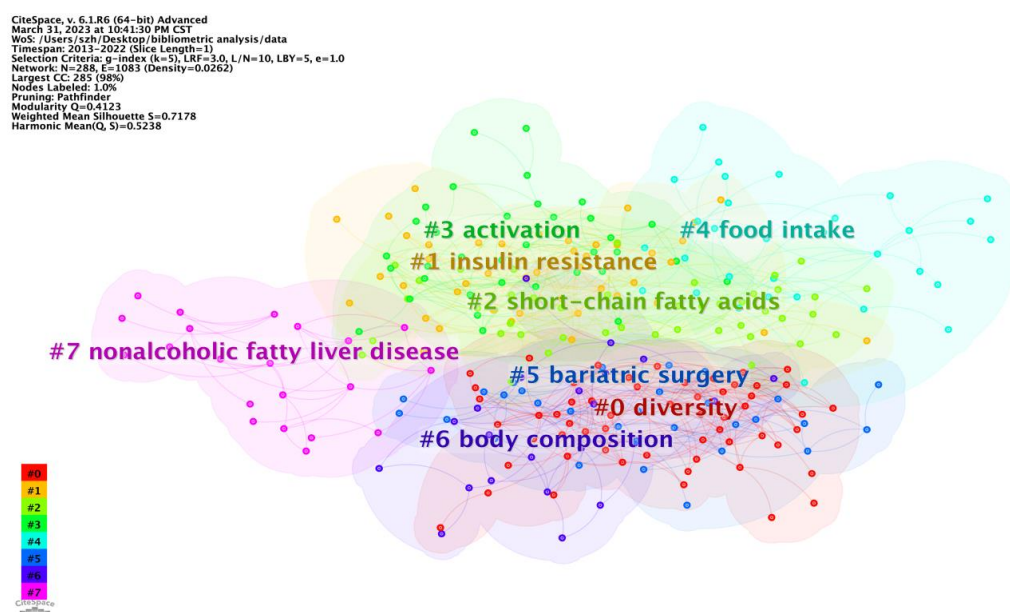 CiteSpace, v. 6.1.R6 (64-bit) Advanced
March 31, 2023 at 10:41:30 PM CST
WoS: /Users/szh/Desktop/bibliometric analysis/data
Timespan: 2013-2022 (Slice Length=1)
Selection Criteria: g-index (k=5), LRF=3.0, L/N=10, LBY=5, e=1.0
Network: N=288, E=1083 (Density=0.0262)
Largest CC: 285 (98%)
Nodes Labeled: 1.0%
Pruning: Pathfinder
Modularity Q=0.4123
Weighted Mean Silhouette S=0.7178
Harmonic Mean(Q, S)=0.5238
#3 activation
#4 food intake
#1 insulin resistance
#2 short-chain fatty acids
#7 nonalcoholic fatty liver disease
#5 bariatric surgery
#0 diversity
#6 body composition
#0
#1
#2
#3
#4
#5
#6
#7
CiteSpace